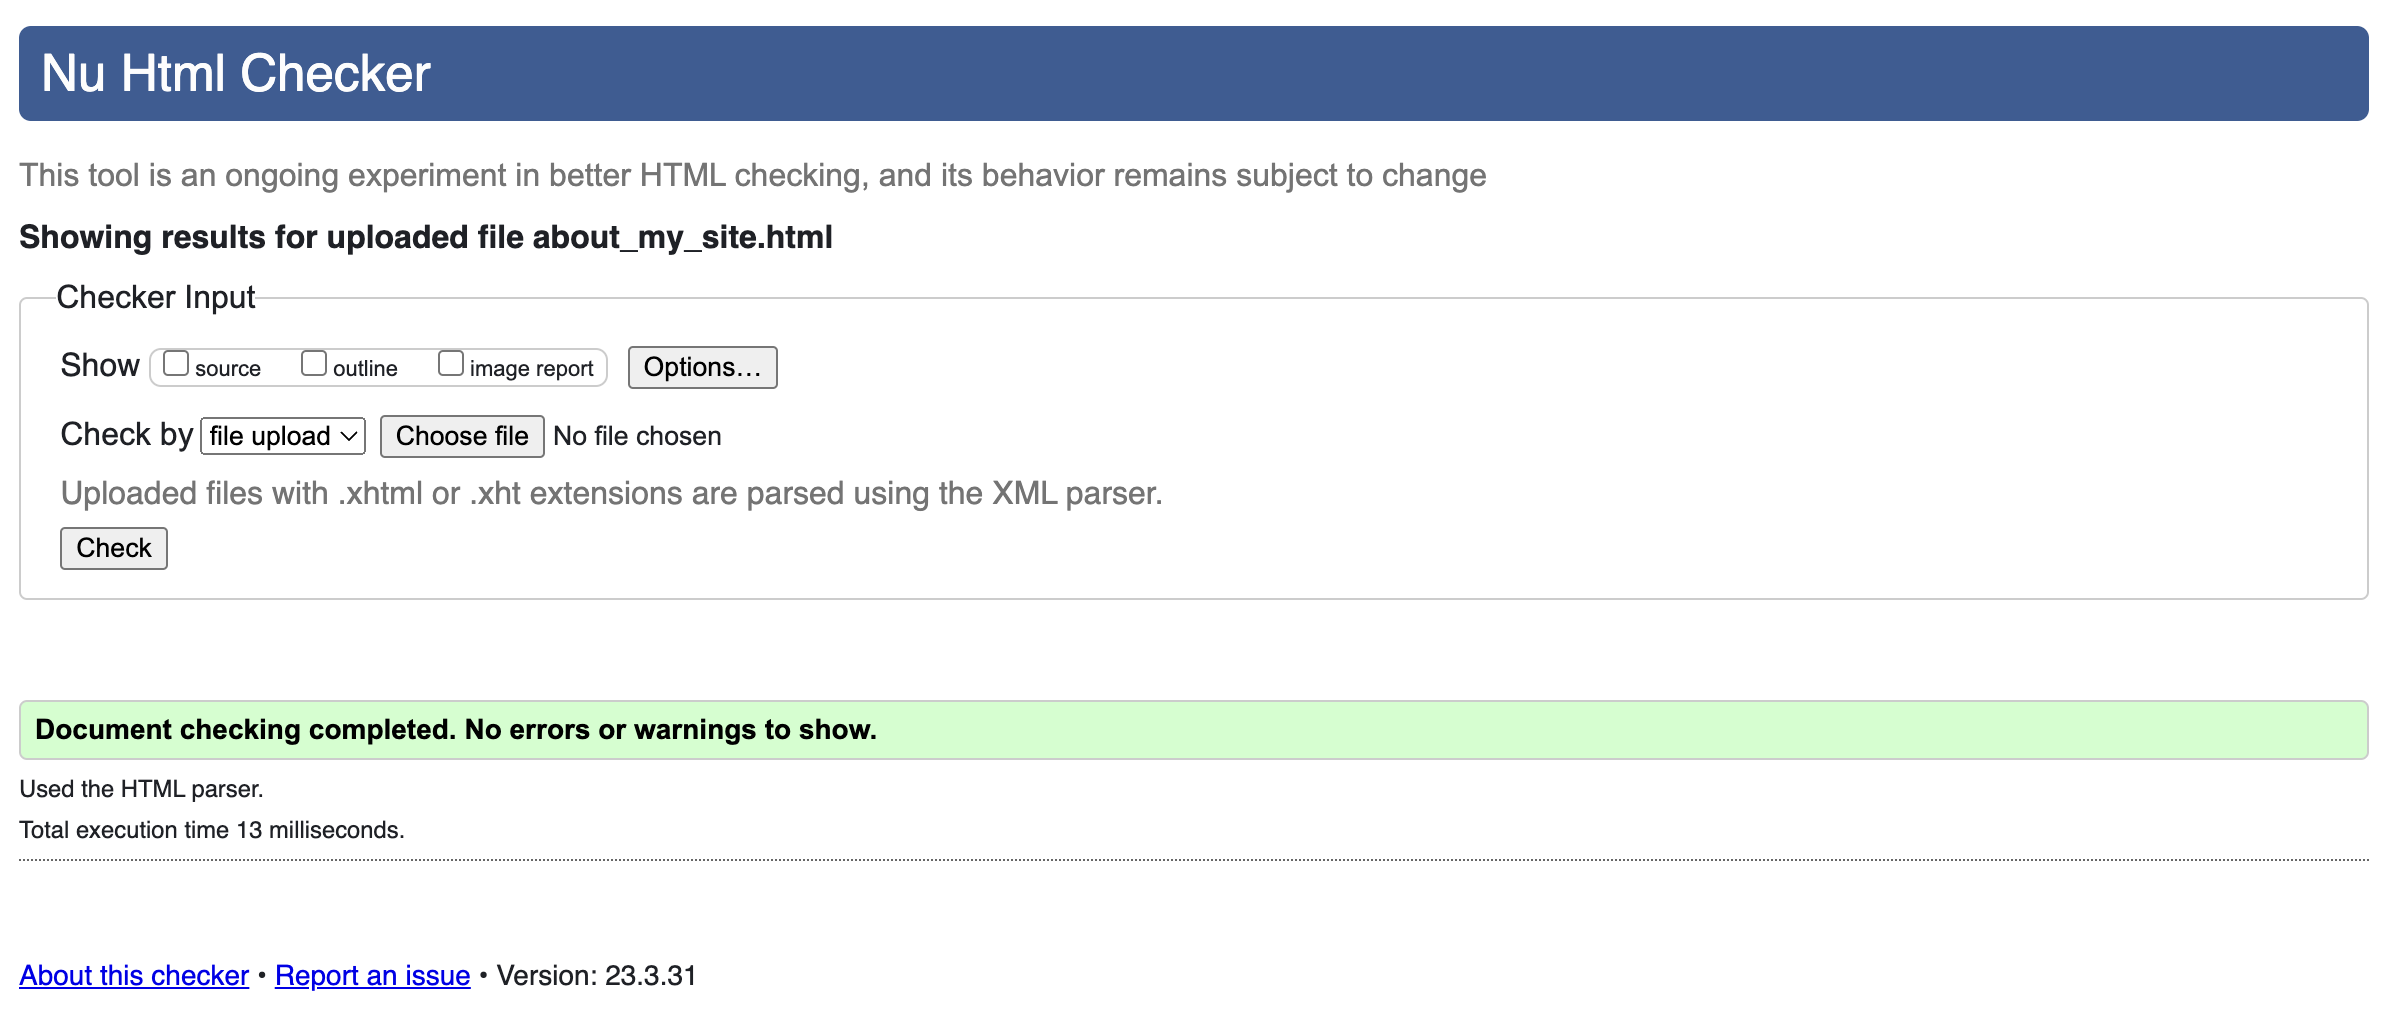 Nu Html Checker
This tool is an ongoing experiment in better HTML checking, and its behavior remains subject to change
Showing results for uploaded file about_my_site.html
Checker Input
Show source outline image report Options…
Check by file upload Choose file No file chosen
Uploaded files with .xhtml or .xht extensions are parsed using the XML parser.
Check
Document checking completed. No errors or warnings to show.
Used the HTML parser.
Total execution time 13 milliseconds.
About this checker • Report an issue • Version: 23.3.31